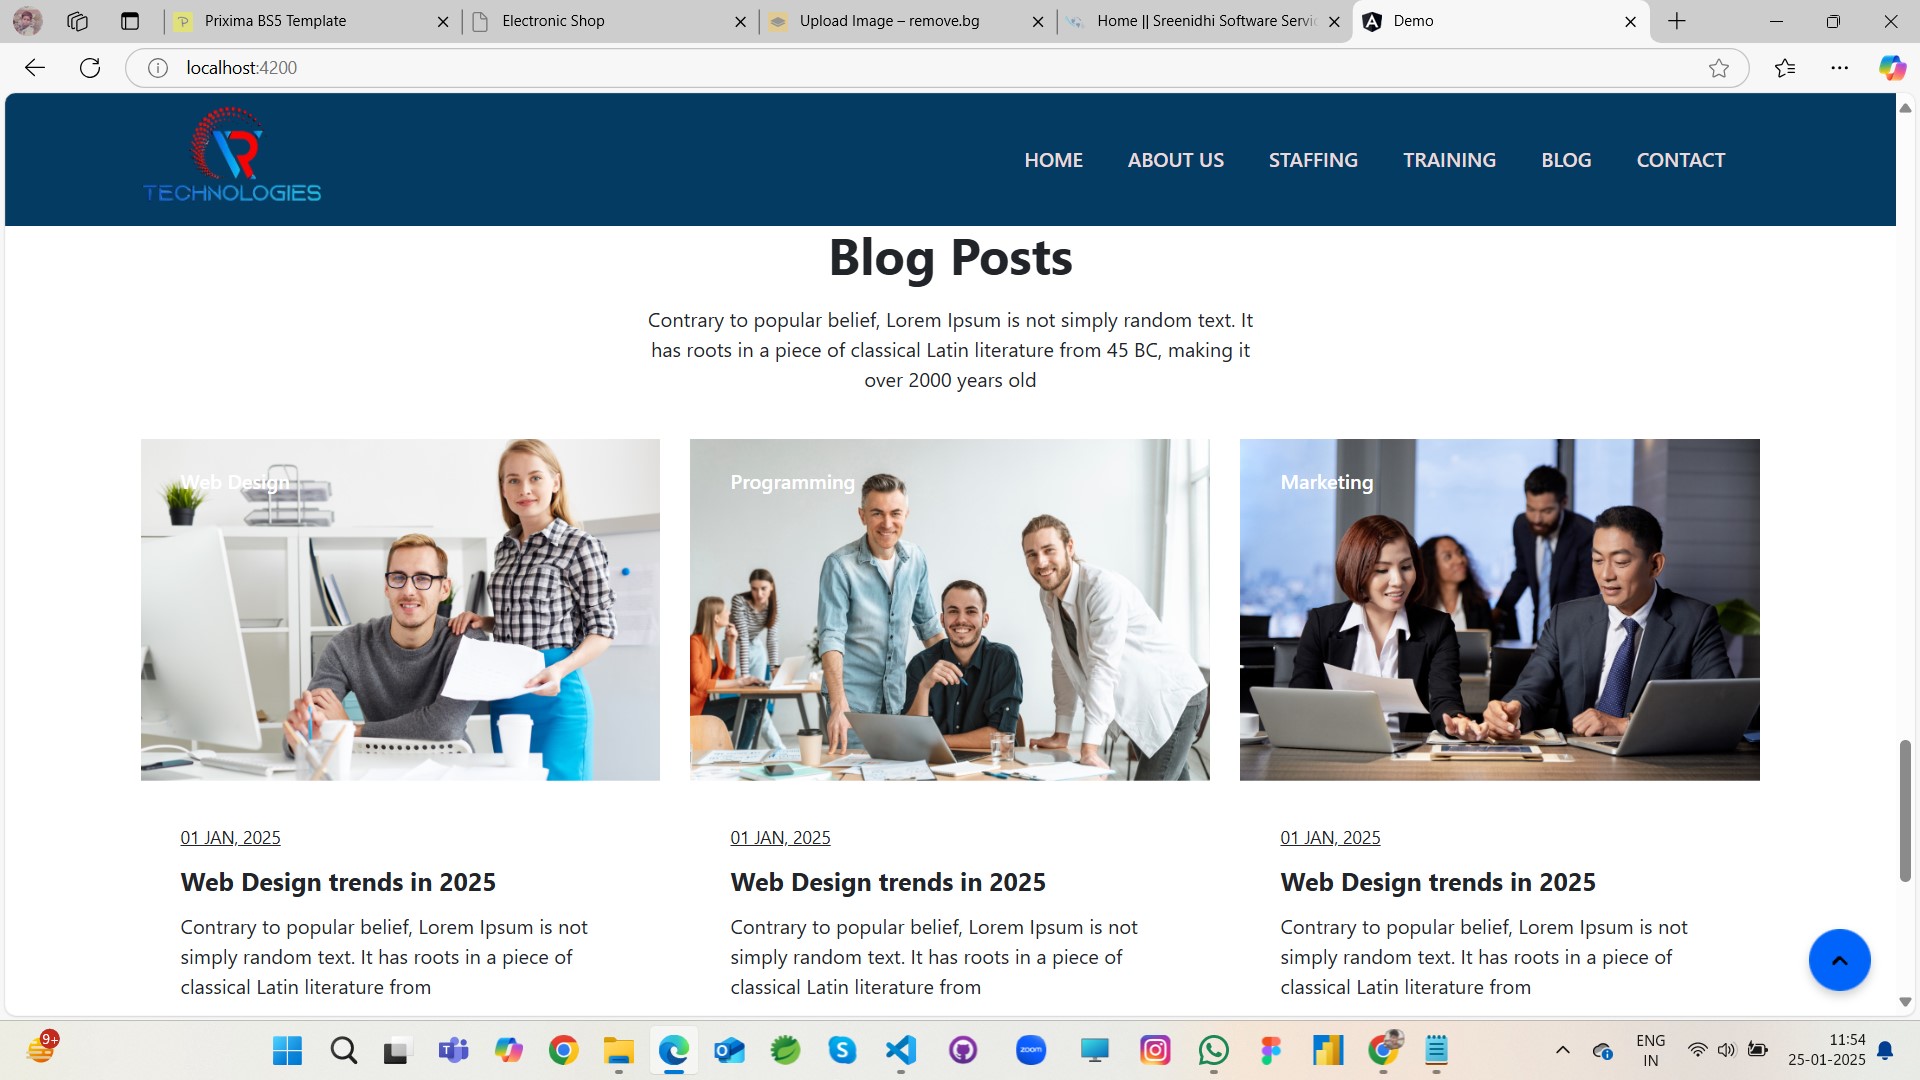 Prixima BS5 Template
Electronic Shop
Upload Image – remove.bg
Home || Sreenidhi Software Servic
Demo
localhost:4200
VR
TECHNOLOGIES
HOME
ABOUT US
STAFFING
TRAINING
BLOG
CONTACT
Blog Posts
Contrary to popular belief, Lorem Ipsum is not simply random text. It
has roots in a piece of classical Latin literature from 45 BC, making it
over 2000 years old
Web Design
Programming
Marketing
01 JAN, 2025
Web Design trends in 2025
Contrary to popular belief, Lorem Ipsum is not
simply random text. It has roots in a piece of
classical Latin literature from
01 JAN, 2025
Web Design trends in 2025
Contrary to popular belief, Lorem Ipsum is not
simply random text. It has roots in a piece of
classical Latin literature from
01 JAN, 2025
Web Design trends in 2025
Contrary to popular belief, Lorem Ipsum is not
simply random text. It has roots in a piece of
classical Latin literature from
9+
zoom
ENG
IN
11:54
25-01-2025